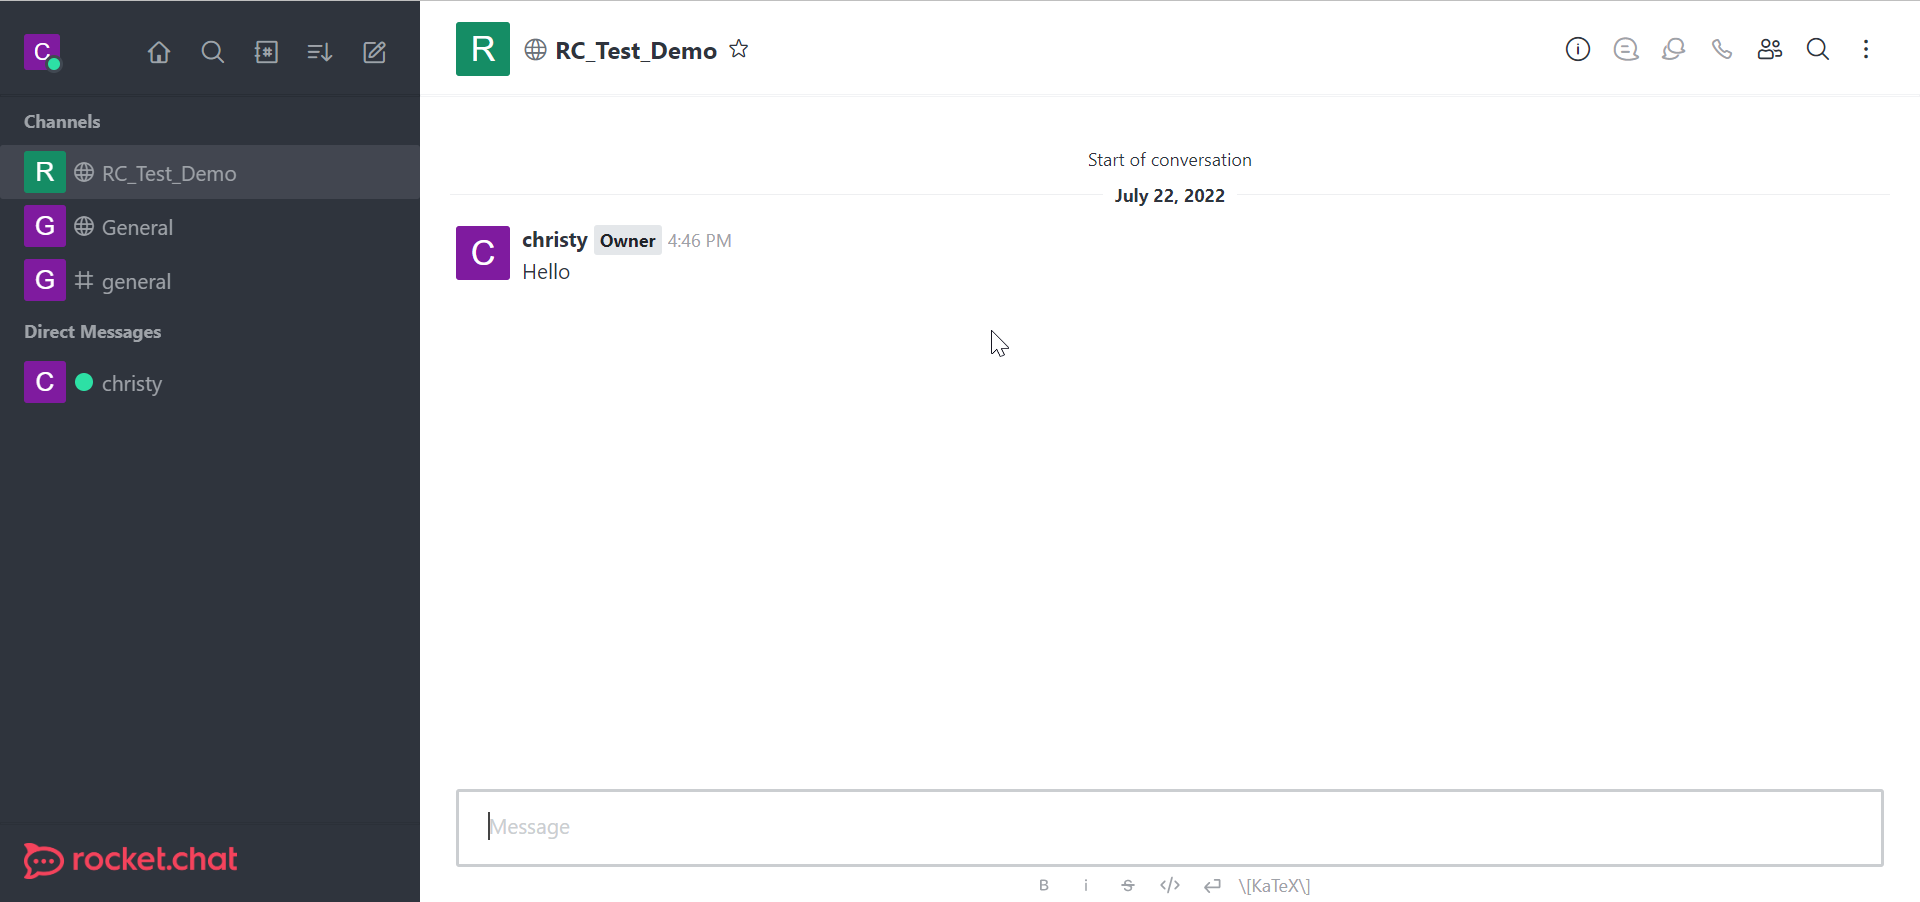 C
Channels
R RC_Test_Demo
G General
G # general
Direct Messages
C christy
rocket.chat
R RC_Test_Demo
Start of conversation
July 22, 2022
C christy Owner 4:46 PM
Hello
Message
B i S </> \[KaTeX\]